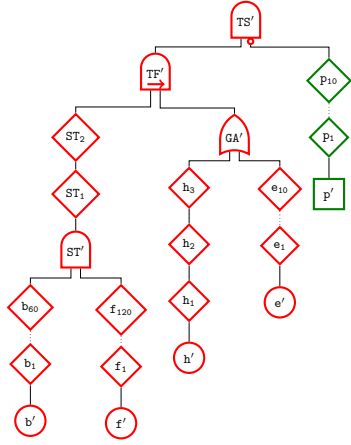 TS′
TF′
p₁₀
ST₂
GA′
p₁
ST₁
h₃
e₁₀
p′
ST′
h₂
e₁
b₆₀
f₁₂₀
h₁
e′
b₁
f₁
h′
b′
f′